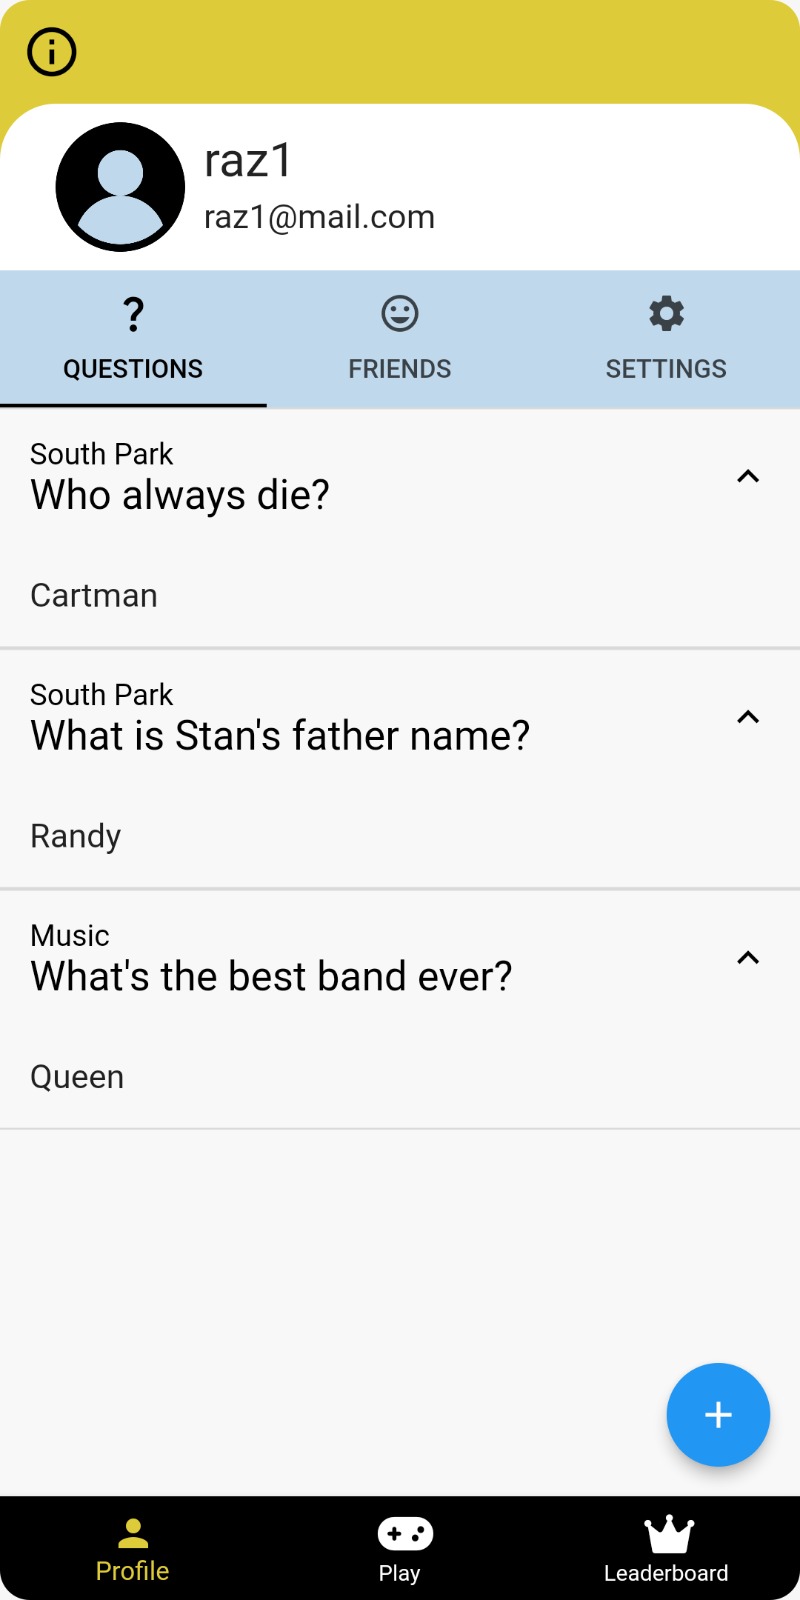 raz1
raz1@mail.com
QUESTIONS
FRIENDS
SETTINGS
South Park
Who always die?
Cartman
South Park
What is Stan's father name?
Randy
Music
What's the best band ever?
Queen
Profile
Play
Leaderboard